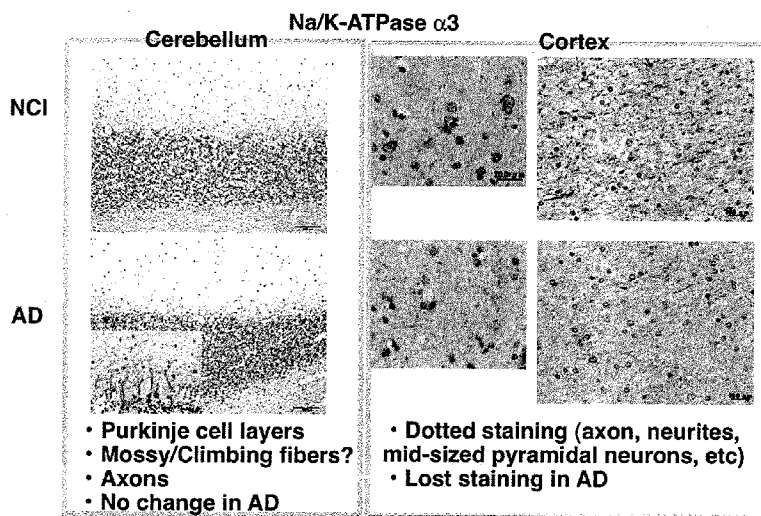 Na/K-ATPase α3
Cerebellum
Cortex
NCI
AD
• Purkinje cell layers
• Mossy/Climbing fibers?
• Axons
• No change in AD
• Dotted staining (axon, neurites,
mid-sized pyramidal neurons, etc)
• Lost staining in AD